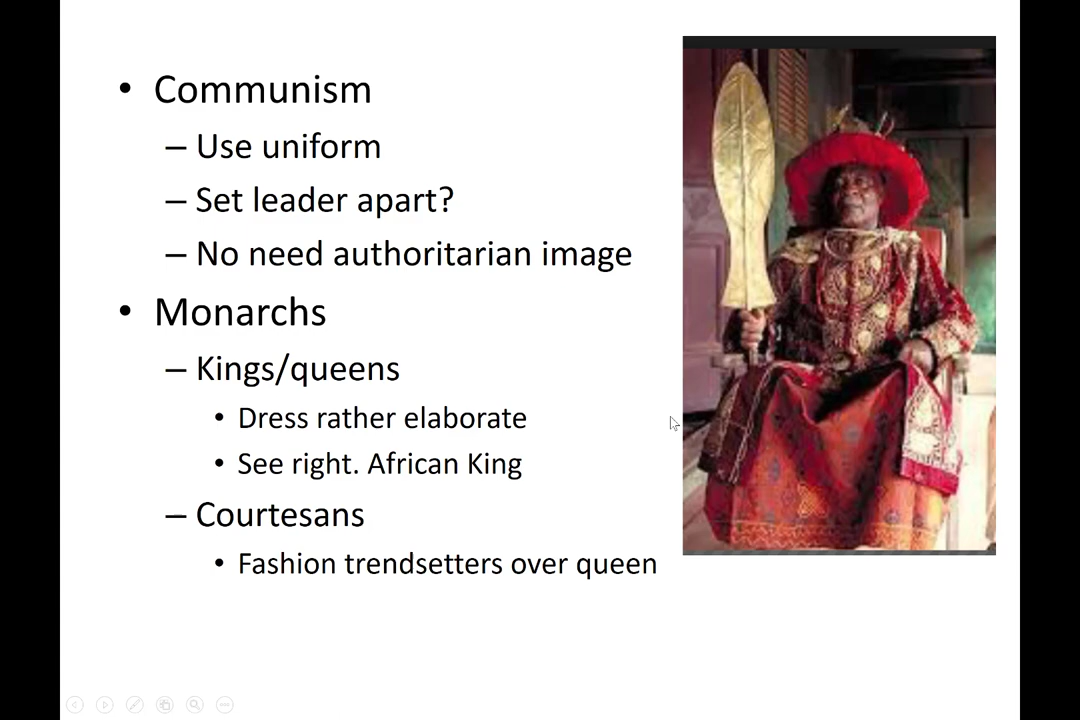 • Communism
– Use uniform
– Set leader apart?
– No need authoritarian image
• Monarchs
– Kings/queens
• Dress rather elaborate
• See right. African King
– Courtesans
• Fashion trendsetters over queen